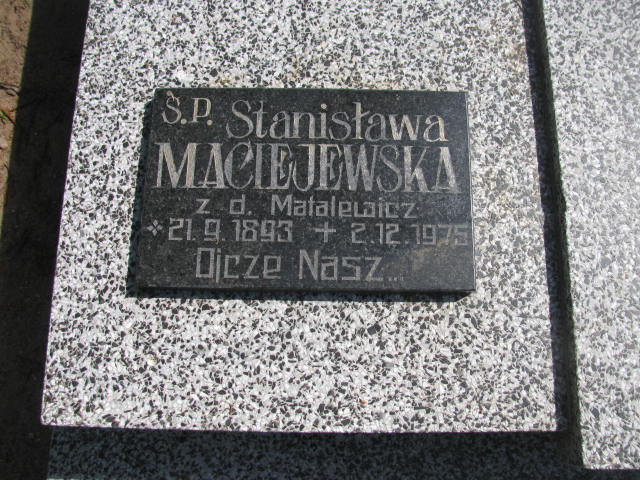 Ś.P. Stanisława
MACIEJEWSKA
z d. Matalewicz
* 21.9.1893 + 2.12.1975
Ojcze Nasz...